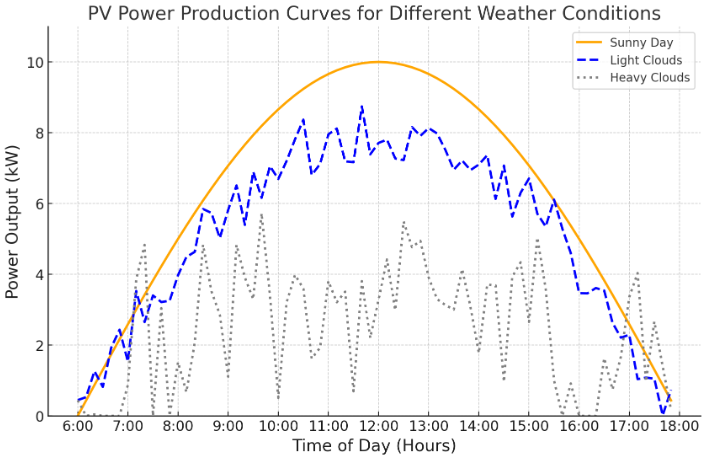 PV Power Production Curves for Different Weather Conditions
Sunny Day
Light Clouds
Heavy Clouds
Power Output (kW)
10
8
6
4
2
0
6:00 7:00 8:00 9:00 10:00 11:00 12:00 13:00 14:00 15:00 16:00 17:00 18:00
Time of Day (Hours)